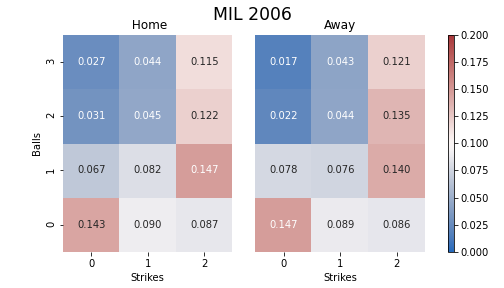 MIL 2006
Home
Away
3 0.027 0.044 0.115 0.017 0.043 0.121
2 0.031 0.045 0.122 0.022 0.044 0.135
1 0.067 0.082 0.147 0.078 0.076 0.140
0 0.143 0.090 0.087 0.147 0.089 0.086
0 1 2 0 1 2
Balls
Strikes
Strikes
0.200
0.175
0.150
0.125
0.100
0.075
0.050
0.025
0.000